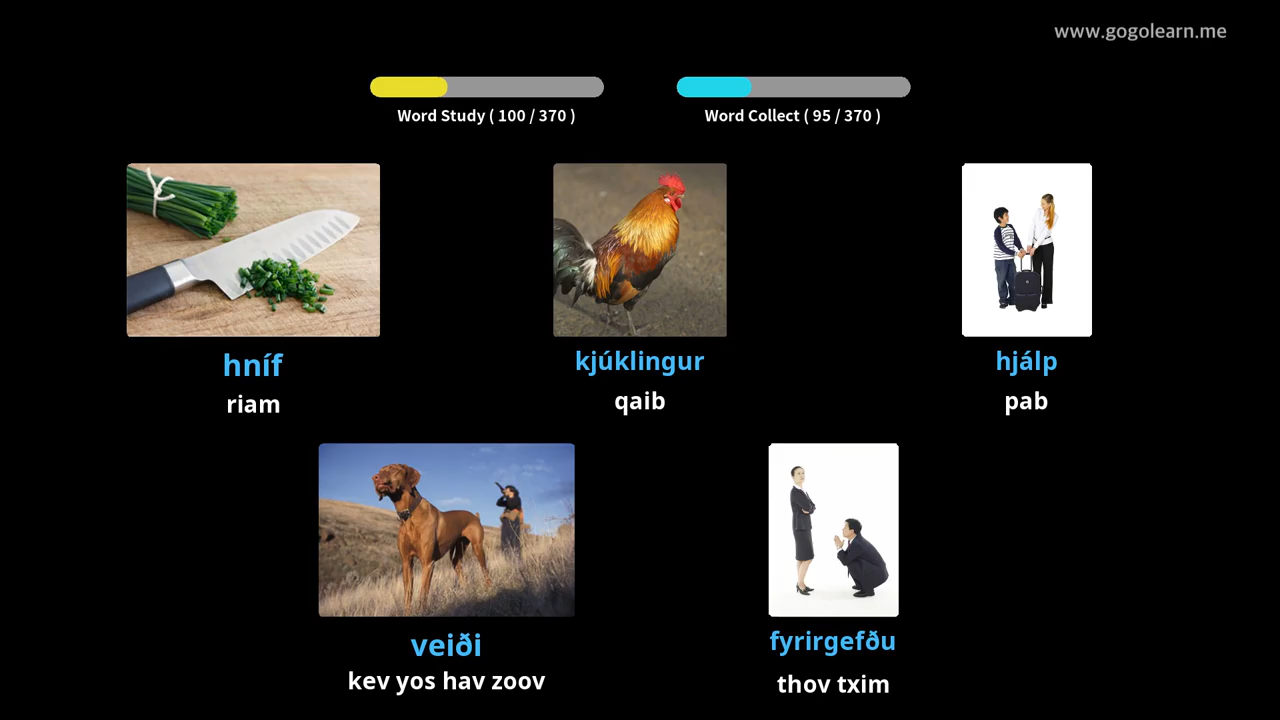 www.gogolearn.me
Word Study ( 100 / 370 )
Word Collect ( 95 / 370 )
hníf
kjúklingur
hjálp
riam
qaib
pab
veiði
fyrirgefðu
kev yos hav zoov
thov txim